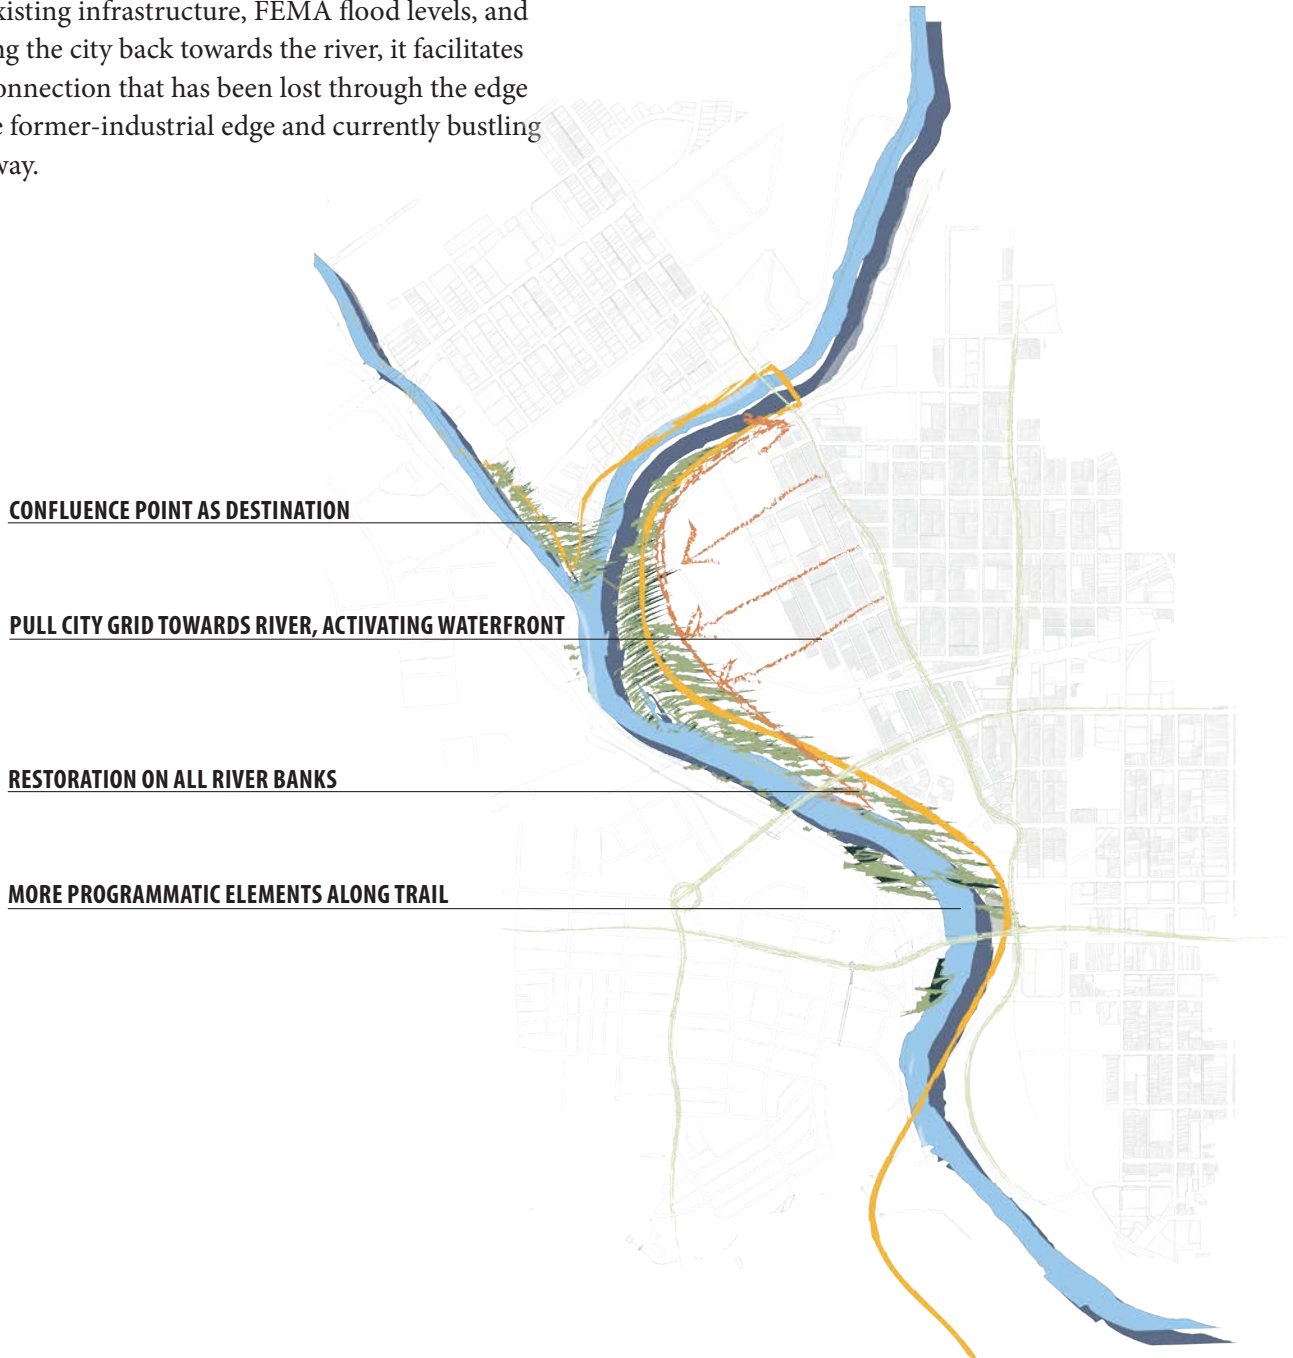 xisting infrastructure, FEMA flood levels, and
ng the city back towards the river, it facilitates
onnection that has been lost through the edge
e former-industrial edge and currently bustling
way.
CONFLUENCE POINT AS DESTINATION
PULL CITY GRID TOWARDS RIVER, ACTIVATING WATERFRONT
RESTORATION ON ALL RIVER BANKS
MORE PROGRAMMATIC ELEMENTS ALONG TRAIL